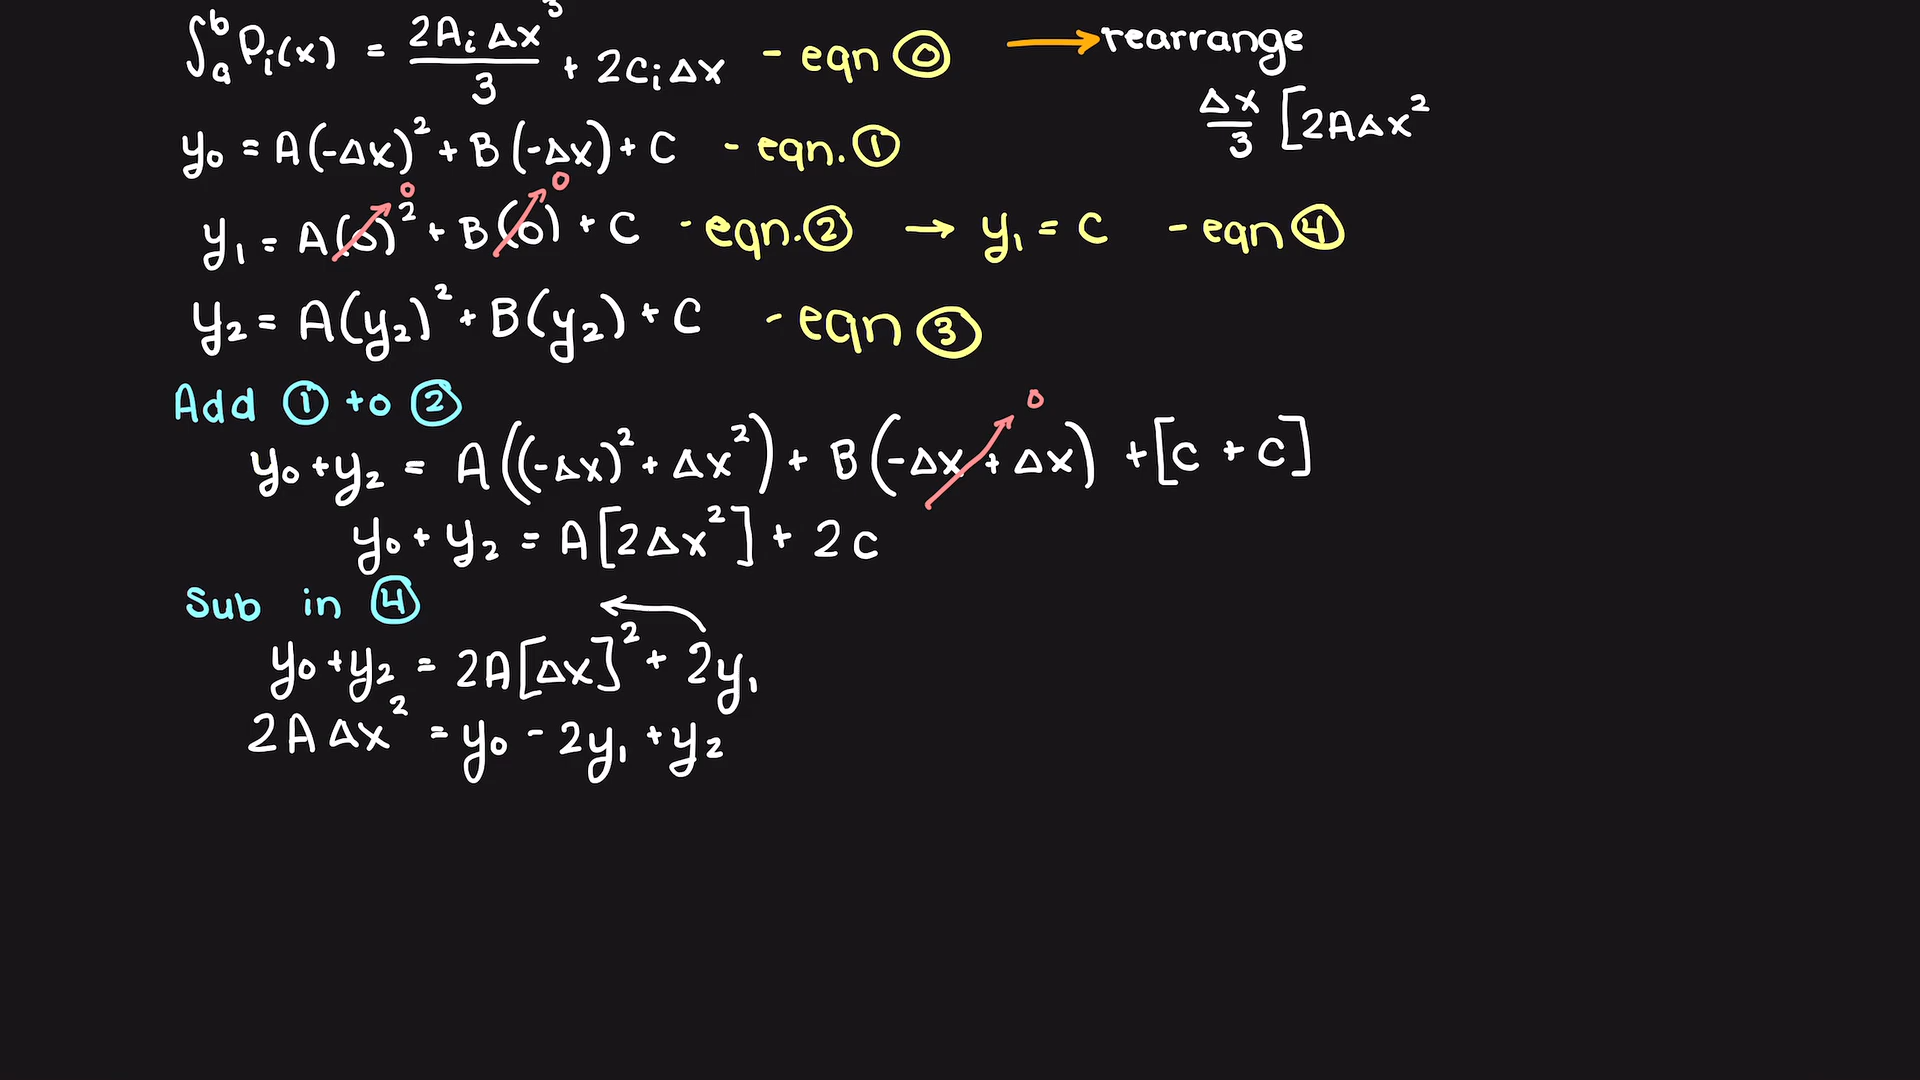 ∫ₐᵇ Pᵢ(x) = 2Aᵢ Δx³/3 + 2Cᵢ Δx - eqn ⓪ → rearrange
Δx/3 [2AΔx²
y₀ = A(-Δx)² + B(-Δx) + C - eqn. ①
y₁ = A(0)² 0 + B(0) 0 + C - eqn. ② → y₁ = C - eqn ④
y₂ = A(y₂)² + B(y₂) + C - eqn ③
Add ① to ②
y₀ + y₂ = A((-Δx)² + Δx²) + B(-Δx + Δx) 0 + [C + C]
y₀ + y₂ = A[2Δx²] + 2C
Sub in ④
y₀ + y₂ = 2A[Δx]² + 2y₁
2AΔx² = y₀ - 2y₁ + y₂